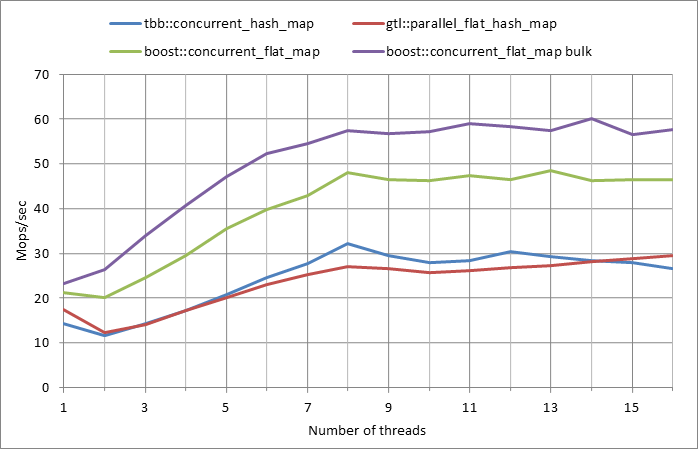 tbb::concurrent_hash_map gtl::parallel_flat_hash_map
boost::concurrent_flat_map boost::concurrent_flat_map bulk
70
60
50
40
30
20
10
0
Mops/sec
1 3 5 7 9 11 13 15
Number of threads